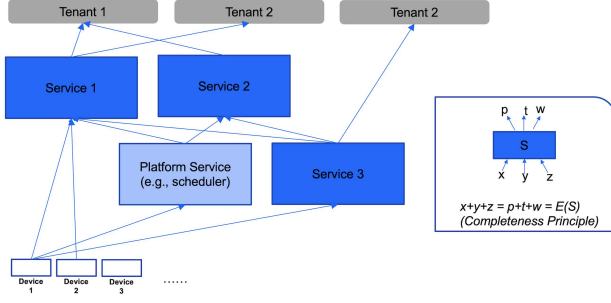 Tenant 1
Tenant 2
Tenant 2
Service 1
Service 2
Platform Service
(e.g., scheduler)
Service 3
Device
1
Device
2
Device
3
......
p t w
S
x y z
x+y+z = p+t+w = E(S)
(Completeness Principle)